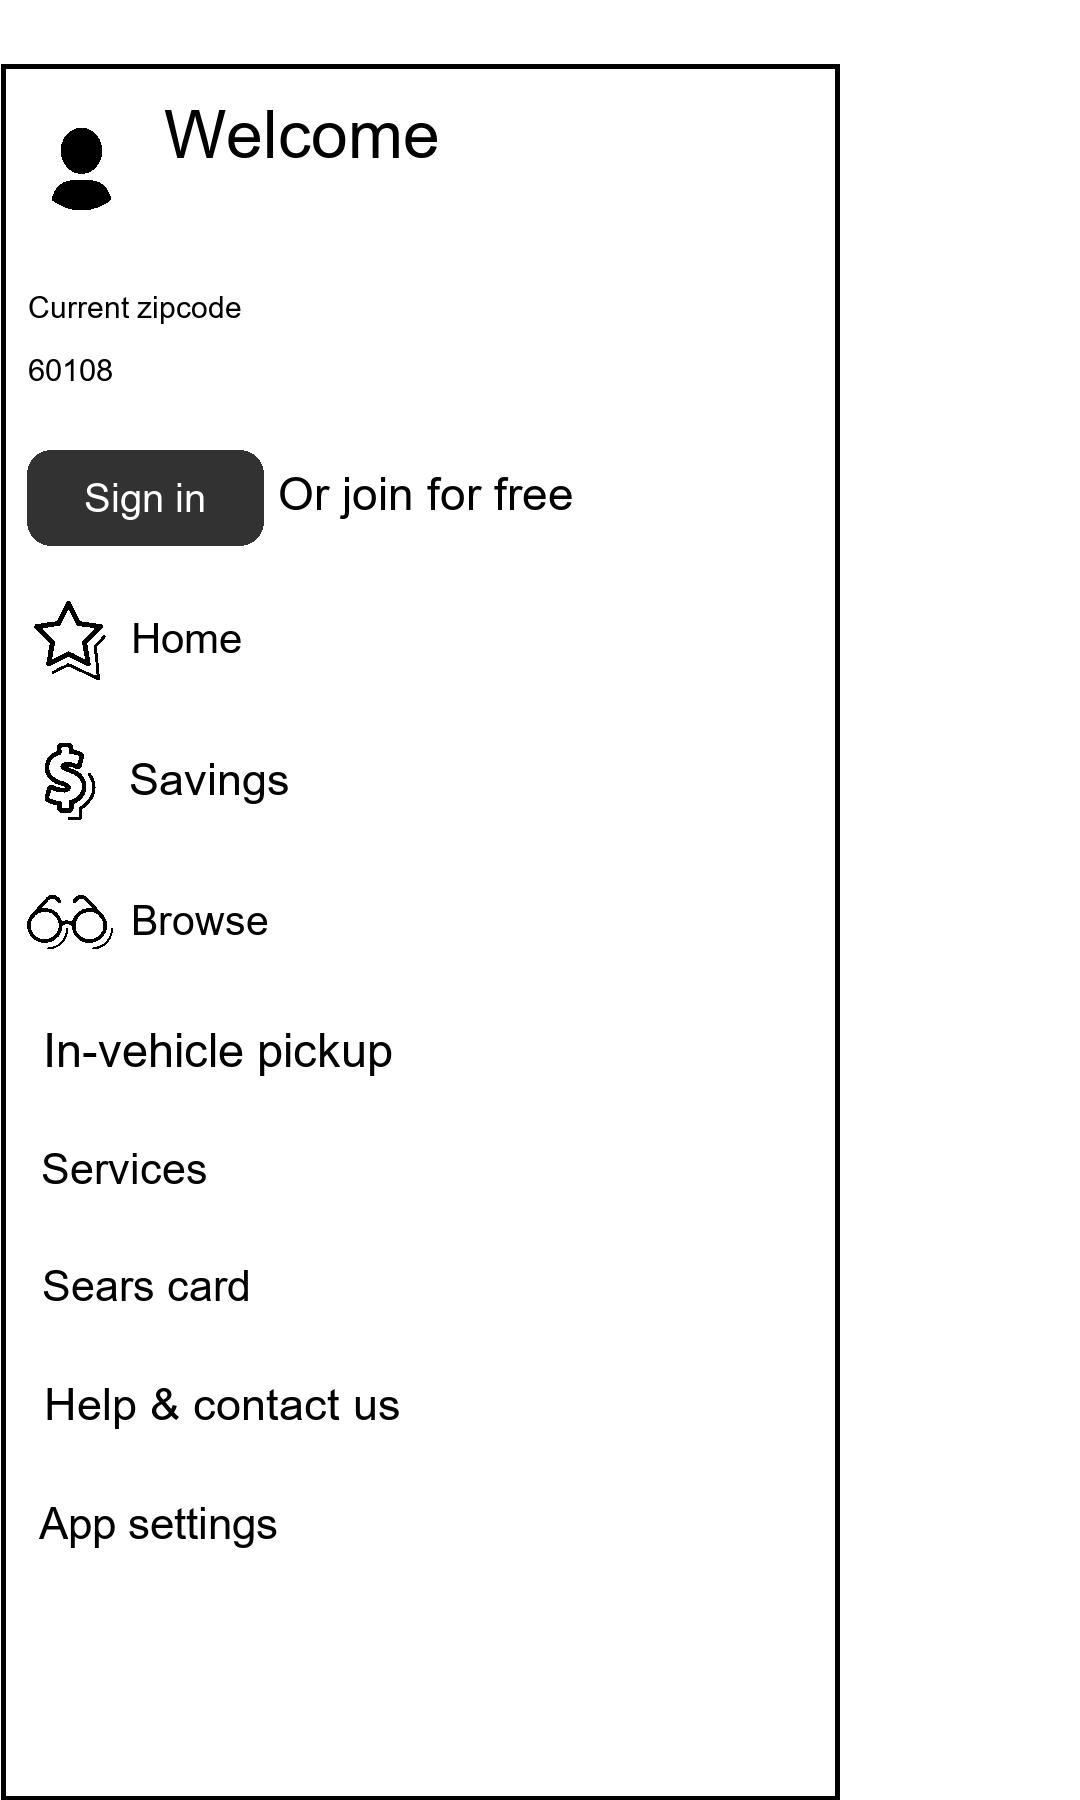 Welcome
Current zipcode
60108
Sign in Or join for free
Home
Savings
Browse
In-vehicle pickup
Services
Sears card
Help & contact us
App settings